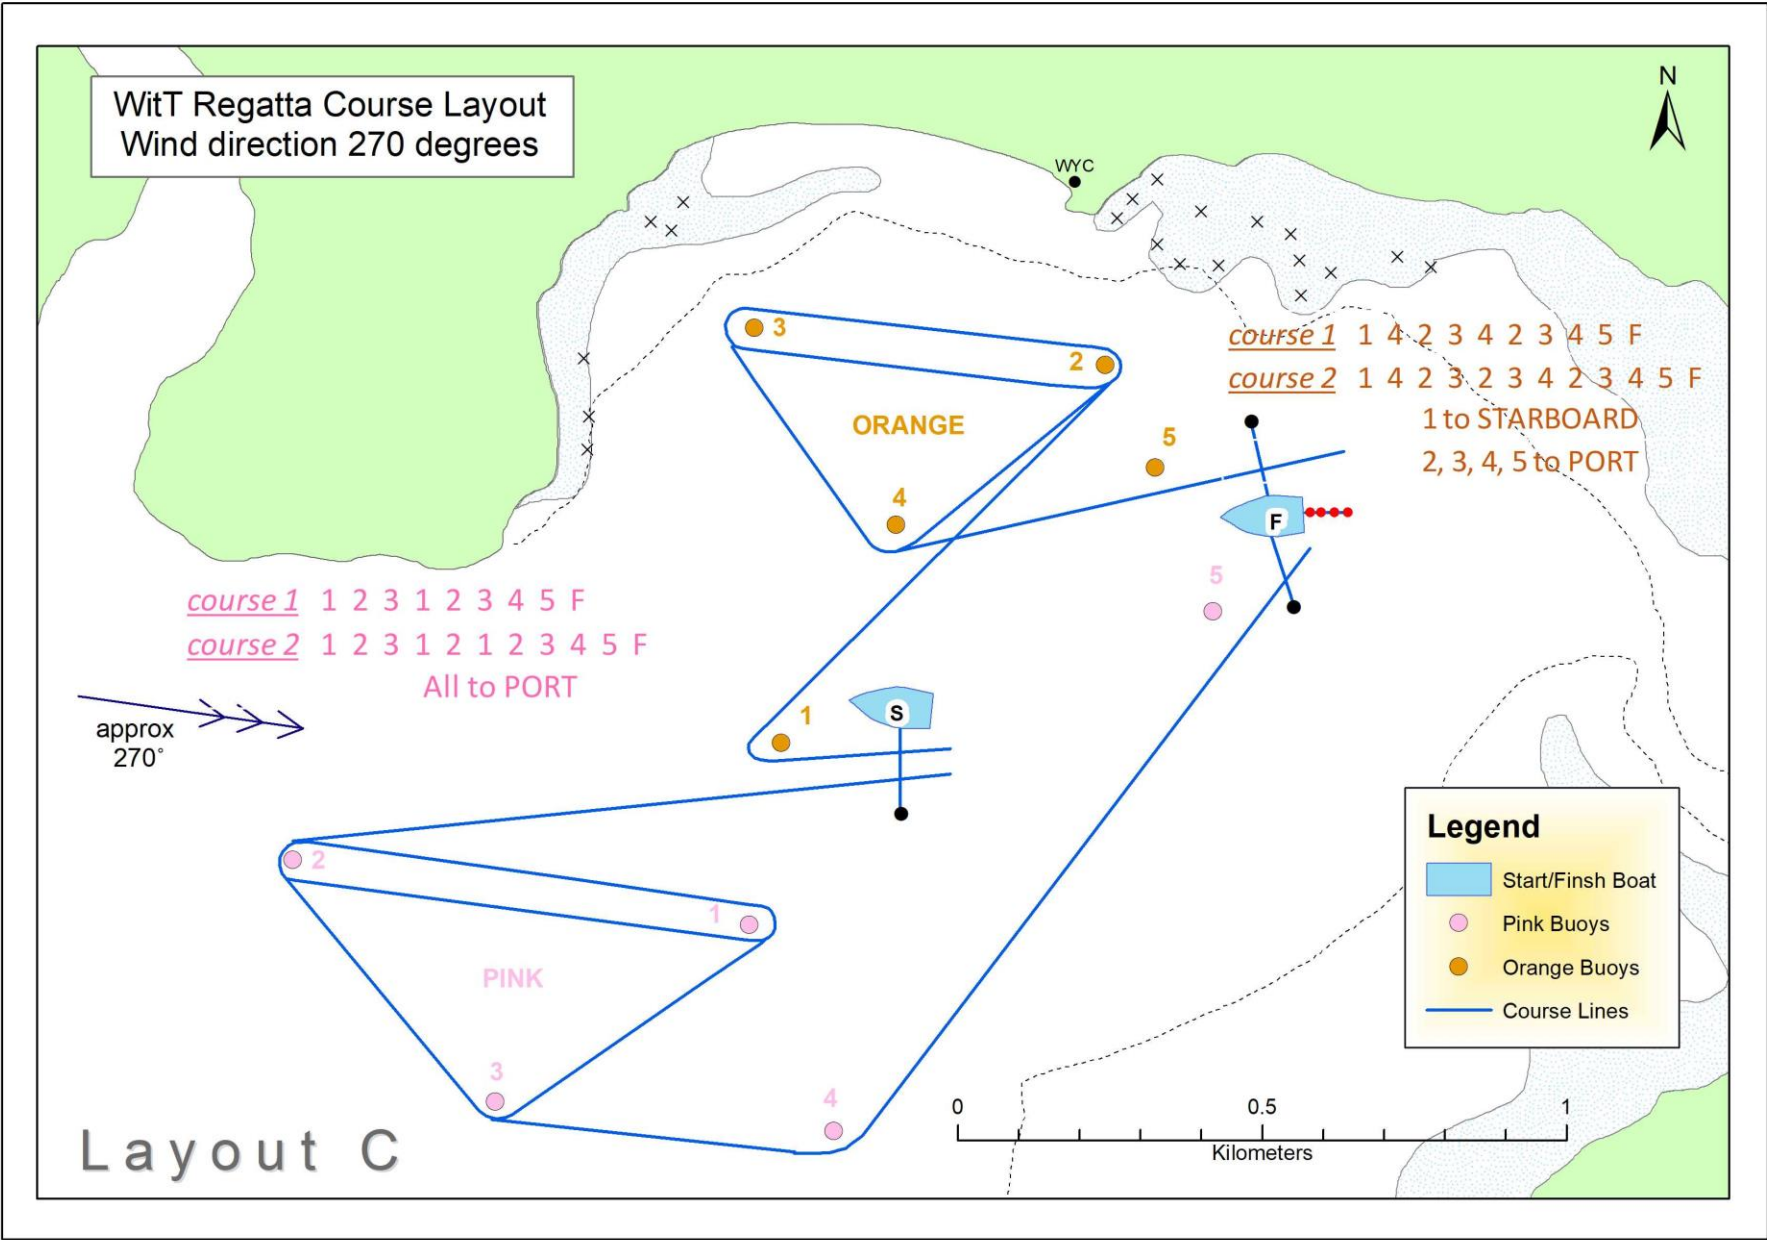 WitT Regatta Course Layout
Wind direction 270 degrees
N
WYC
3
2
ORANGE
4
5
course 1 1 4 2 3 4 2 3 4 5 F
course 2 1 4 2 3 2 3 4 2 3 4 5 F
1 to STARBOARD
2, 3, 4, 5 to PORT
F
5
course 1 1 2 3 1 2 3 4 5 F
course 2 1 2 3 1 2 1 2 3 4 5 F
All to PORT
approx
270°
1
S
2
1
PINK
3
4
Legend
Start/Finsh Boat
Pink Buoys
Orange Buoys
Course Lines
0 0.5 1
Kilometers
Layout C